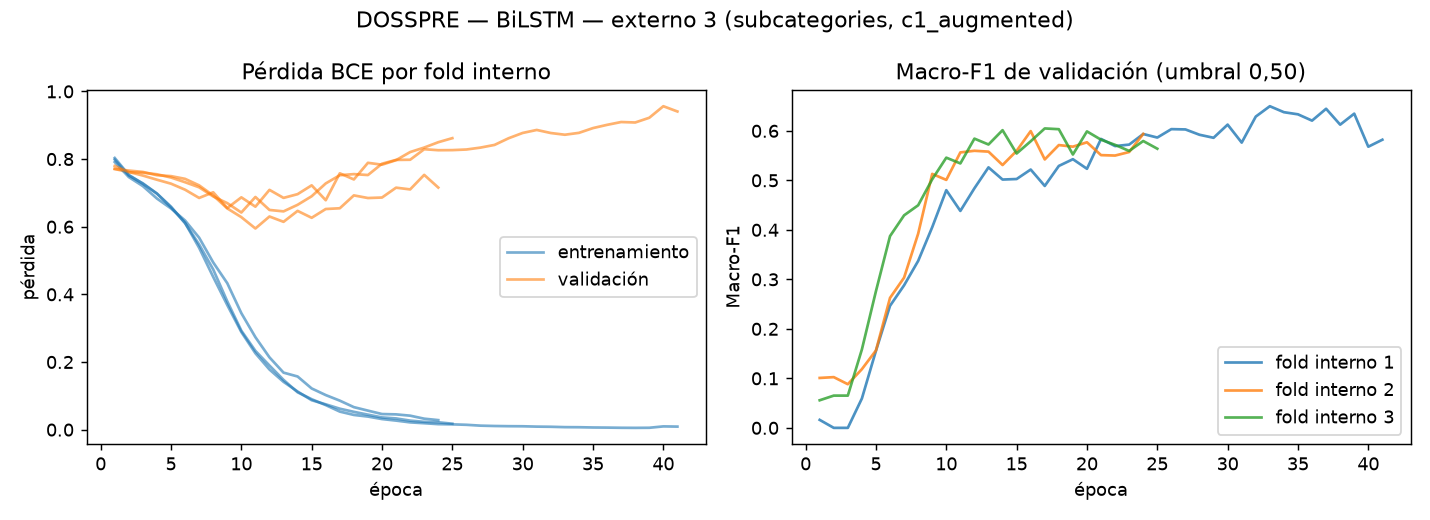 DOSSPRE — BiLSTM — externo 3 (subcategories, c1_augmented)
Pérdida BCE por fold interno
pérdida
1.0
0.8
0.6
0.4
0.2
0.0
entrenamiento
validación
0 5 10 15 20 25 30 35 40
época
Macro-F1 de validación (umbral 0,50)
Macro-F1
0.6
0.5
0.4
0.3
0.2
0.1
0.0
fold interno 1
fold interno 2
fold interno 3
0 5 10 15 20 25 30 35 40
época